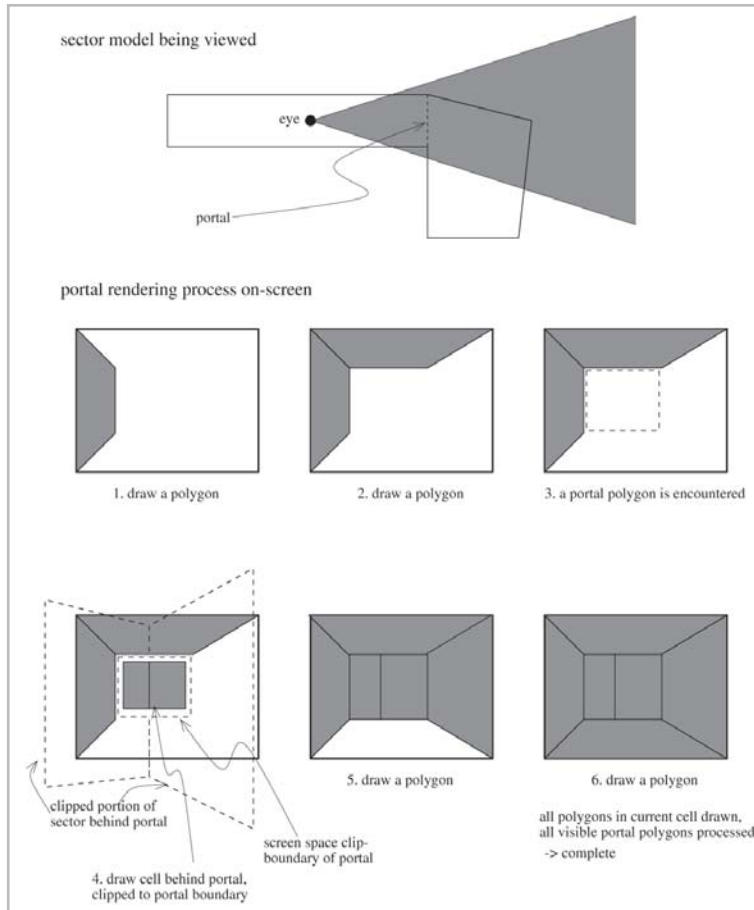 sector model being viewed
eye
portal
portal rendering process on-screen
1. draw a polygon
2. draw a polygon
3. a portal polygon is encountered
clipped portion of
sector behind portal
screen space clip-
boundary of portal
4. draw cell behind portal,
clipped to portal boundary
5. draw a polygon
6. draw a polygon
all polygons in current cell drawn,
all visible portal polygons processed
-> complete